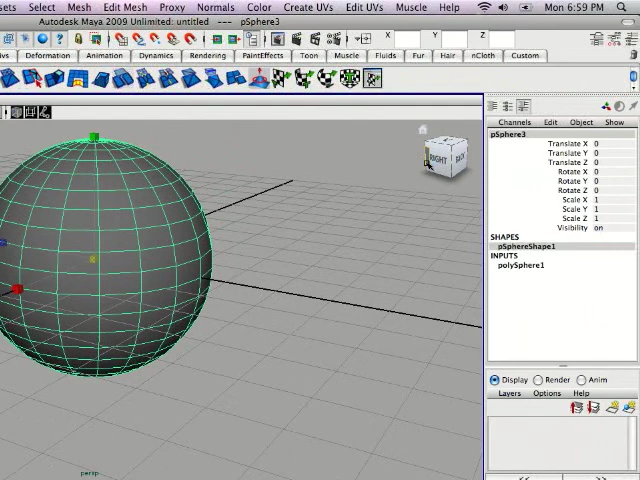 sets Select Mesh Edit Mesh Proxy Normals Color Create UVs Edit UVs Muscle Help Mon 6:59 PM
Autodesk Maya 2009 Unlimited: untitled --- pSphere3
X Y Z
vs Deformation Animation Dynamics Rendering PaintEffects Toon Muscle Fluids Fur Hair nCloth Custom
Channels Edit Object Show
pSphere3
Translate X 0
Translate Y 0
Translate Z 0
Rotate X 0
Rotate Y 0
Rotate Z 0
Scale X 1
Scale Y 1
Scale Z 1
Visibility on
SHAPES
pSphereShape1
INPUTS
polySphere1
RIGHT BACK
Display Render Anim
Layers Options Help
persp
<< >>